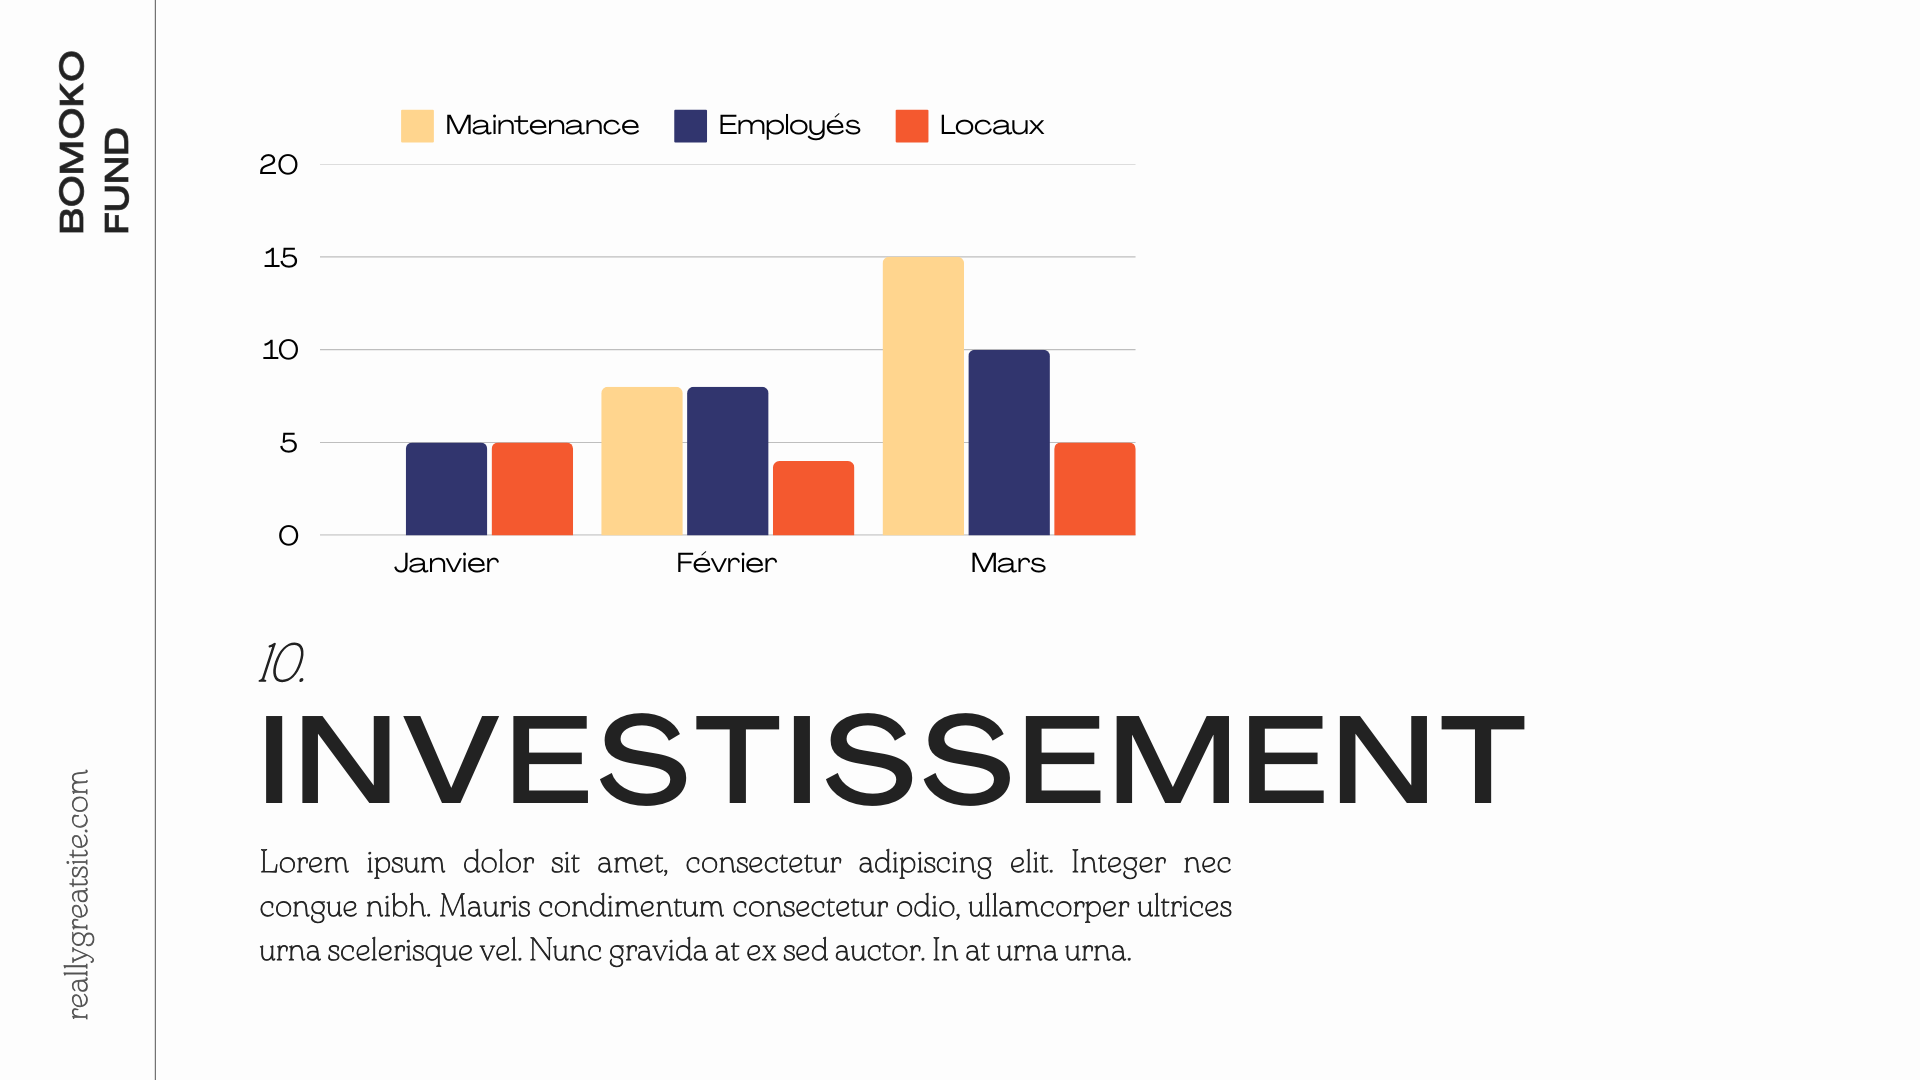 BOMOKO
FUND
reallygreatsite.com
Maintenance Employés Locaux
20
15
10
5
0
Janvier Février Mars
10.
INVESTISSEMENT
Lorem ipsum dolor sit amet, consectetur adipiscing elit. Integer nec
congue nibh. Mauris condimentum consectetur odio, ullamcorper ultrices
urna scelerisque vel. Nunc gravida at ex sed auctor. In at urna urna.